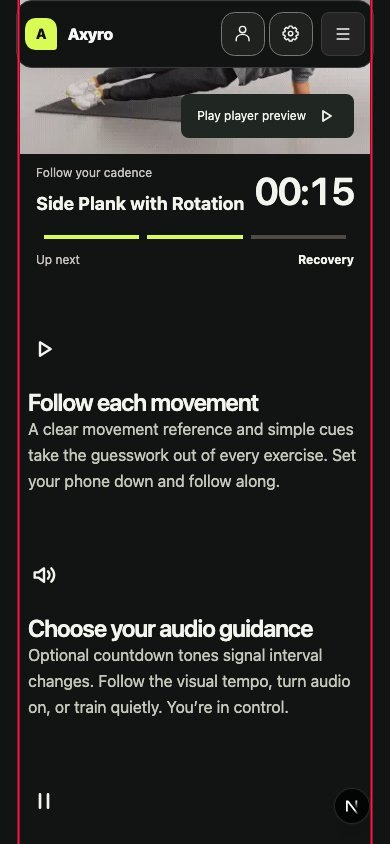 A Axyro
Play player preview
Follow your cadence
Side Plank with Rotation 00:15
Up next Recovery
Follow each movement
A clear movement reference and simple cues
take the guesswork out of every exercise. Set
your phone down and follow along.
Choose your audio guidance
Optional countdown tones signal interval
changes. Follow the visual tempo, turn audio
on, or train quietly. You’re in control.
N